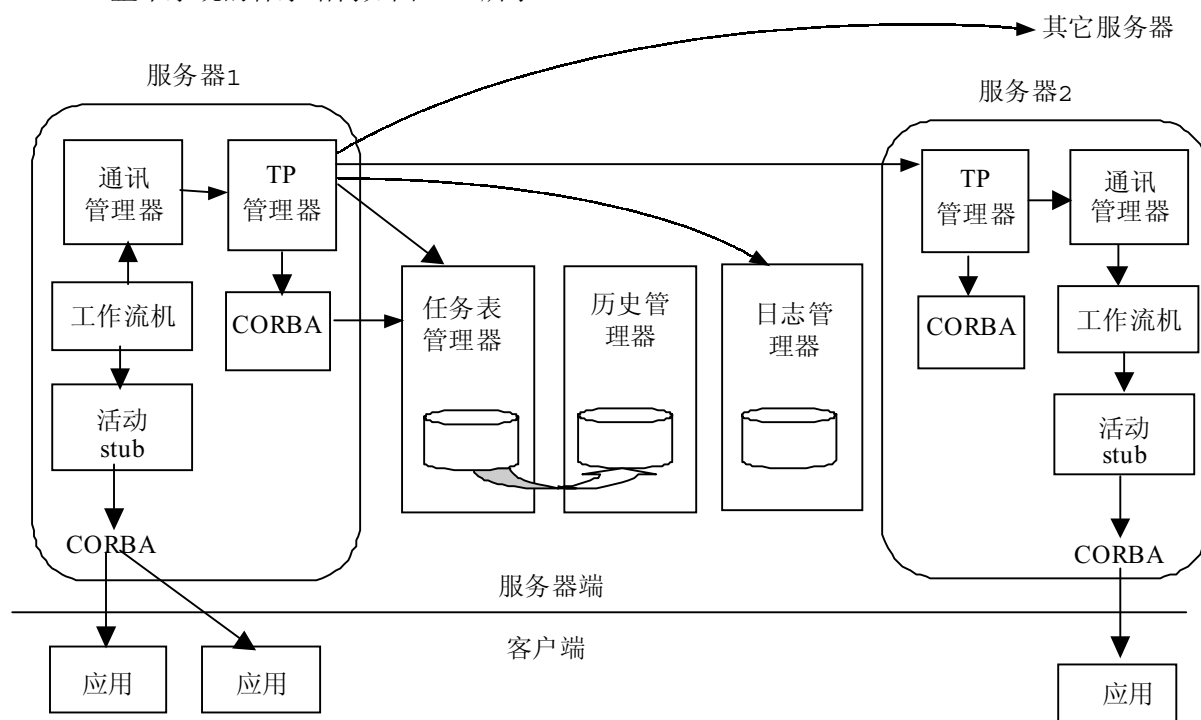 其它服务器
服务器1
服务器2
通讯
管理器
TP
管理器
TP
管理器
通讯
管理器
工作流机
CORBA
任务表
管理器
历史管
理器
日志管
理器
CORBA
工作流机
活动
stub
活动
stub
CORBA
CORBA
服务器端
客户端
应用
应用
应用